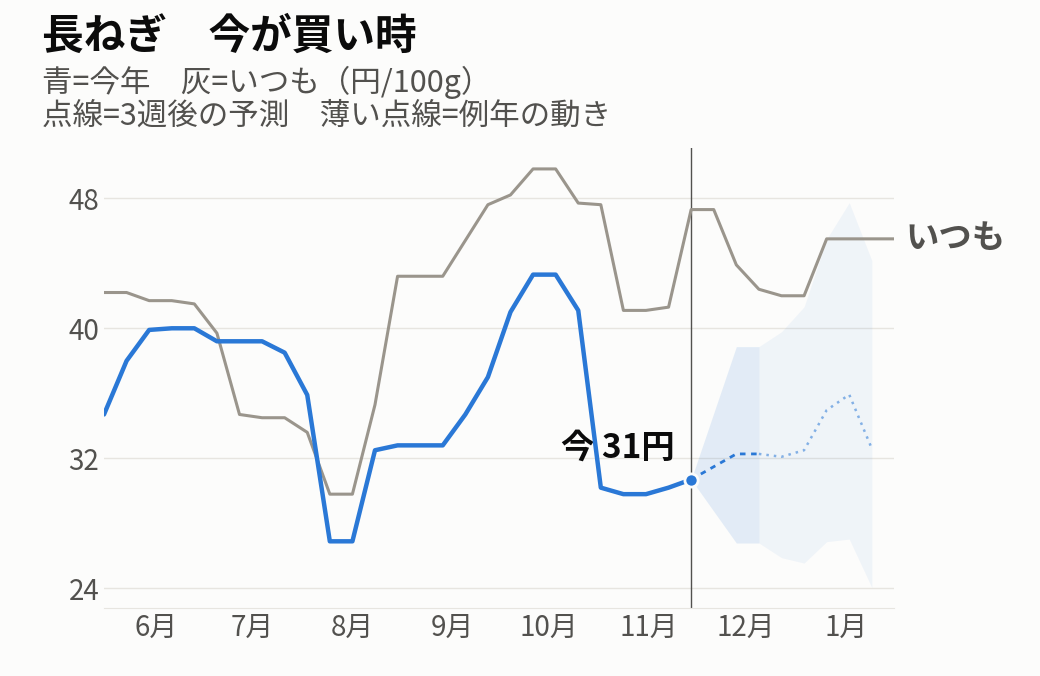 長ねぎ　今が買い時
青=今年　灰=いつも（円/100g）
点線=3週後の予測　薄い点線=例年の動き
48
いつも
40
今 31円
32
24
6月 7月 8月 9月 10月 11月 12月 1月